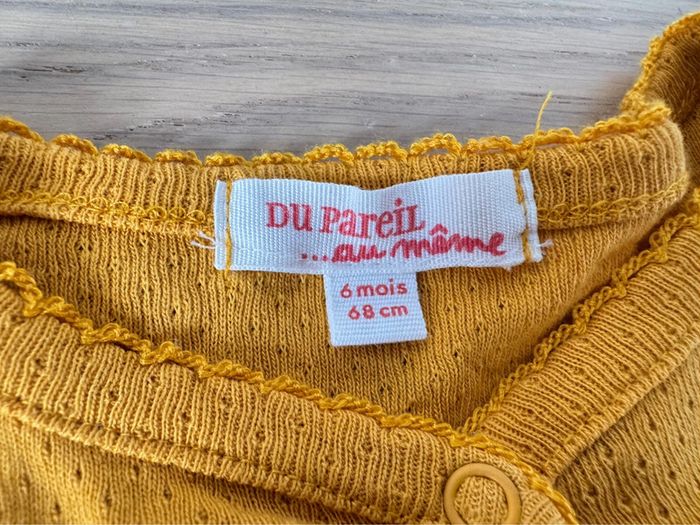 DU PaReiL
...au même
6 mois
68 cm